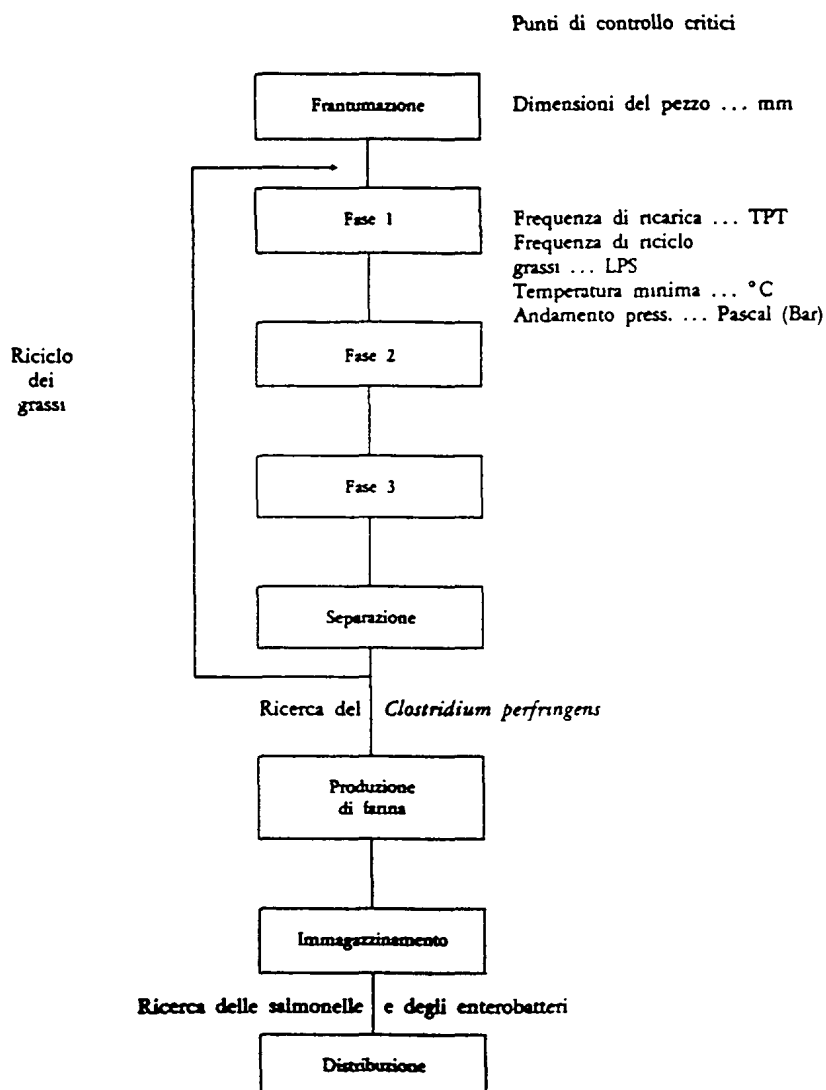 Punti di controllo critici
Frantumazione
Dimensioni del pezzo ... mm
Fase 1
Frequenza di ricarica ... TPT
Frequenza di riciclo
grassi ... LPS
Temperatura minima ... °C
Andamento press. ... Pascal (Bar)
Fase 2
Riciclo
dei
grassi
Fase 3
Separazione
Ricerca del Clostridium perfringens
Produzione
di farina
Immagazzinamento
Ricerca delle salmonelle e degli enterobatteri
Distribuzione